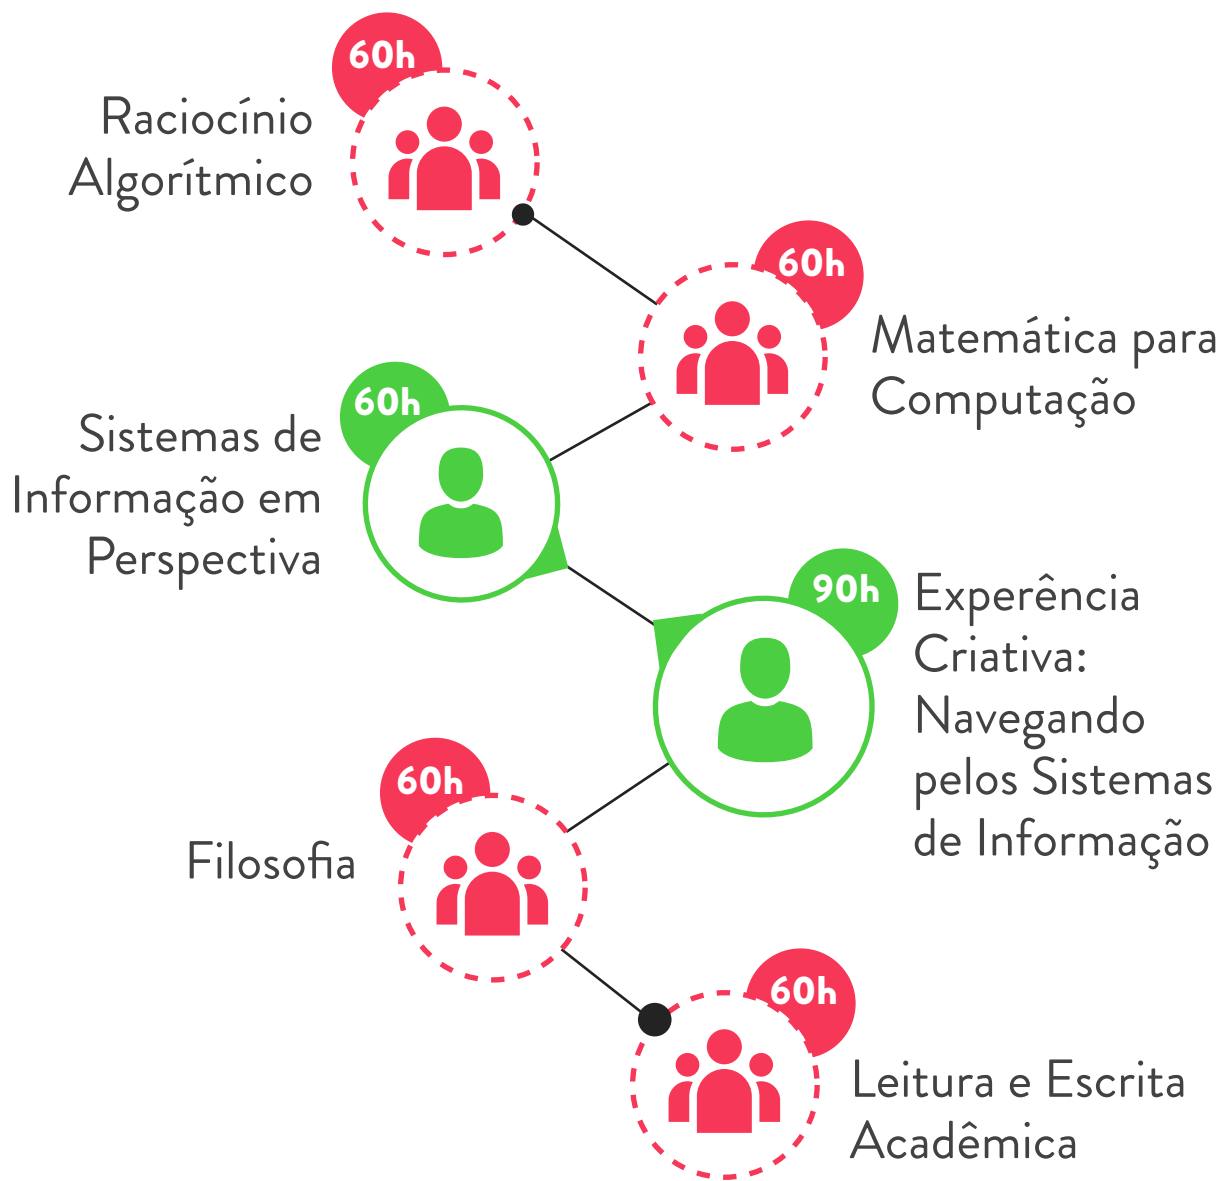 60h
Raciocínio
Algorítmico
60h
Matemática para
Computação
60h
Sistemas de
Informação em
Perspectiva
90h
Experência
Criativa:
Navegando
pelos Sistemas
de Informação
60h
Filosofia
60h
Leitura e Escrita
Acadêmica